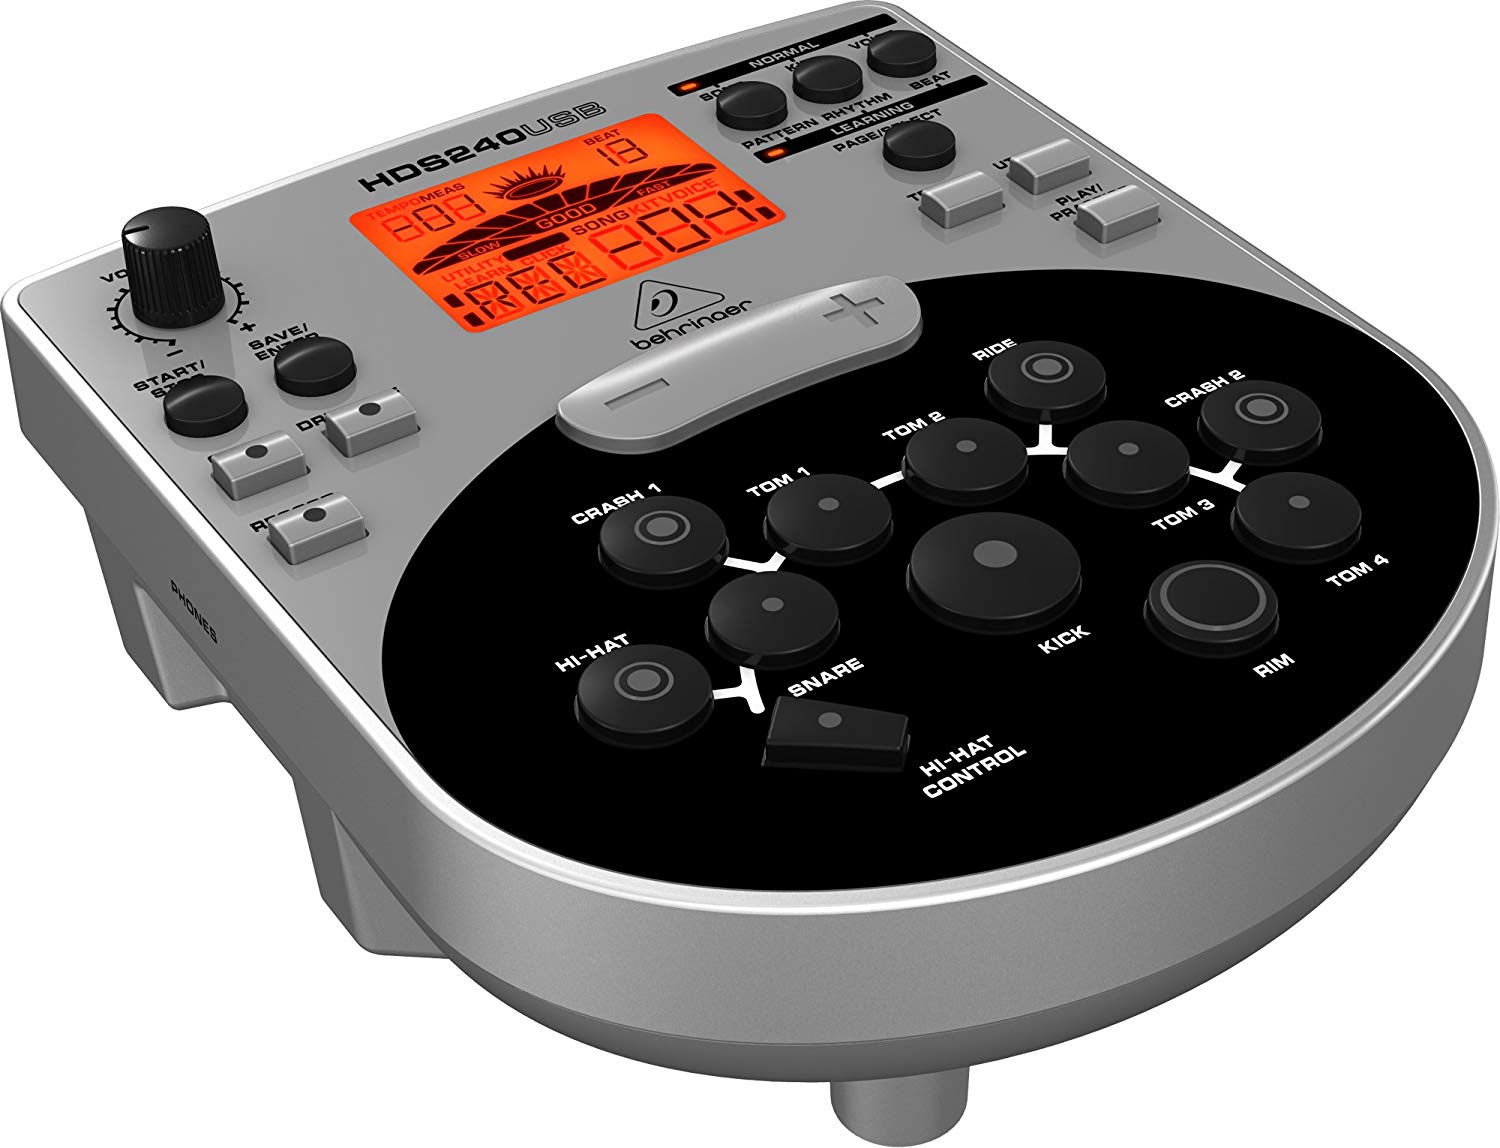 HDS240USB
NORMAL
PATTERN RHYTHM BEAT
LEARNING
PAGE/SELECT
PLAY/
TEMPO MEAS
BEAT
18
SLOW GOOD FAST
UTILITY CLICK SONG KIT VOICE
LEARN
behringer
SAVE/
START/
PHONES
- +
- +
RIDE
CRASH 2
TOM 2
TOM 1
CRASH 1
TOM 3
TOM 4
HI-HAT
SNARE
KICK
RIM
HI-HAT
CONTROL